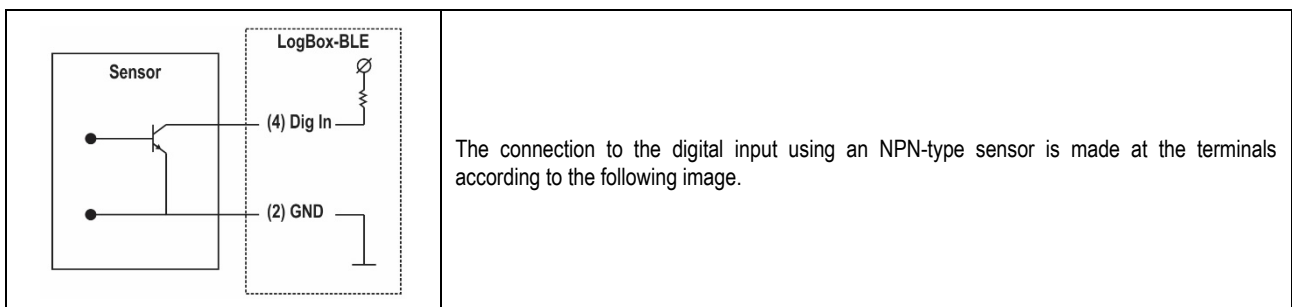 LogBox-BLE
Sensor
(4) Dig In
(2) GND
The connection to the digital input using an NPN-type sensor is made at the terminals
according to the following image.